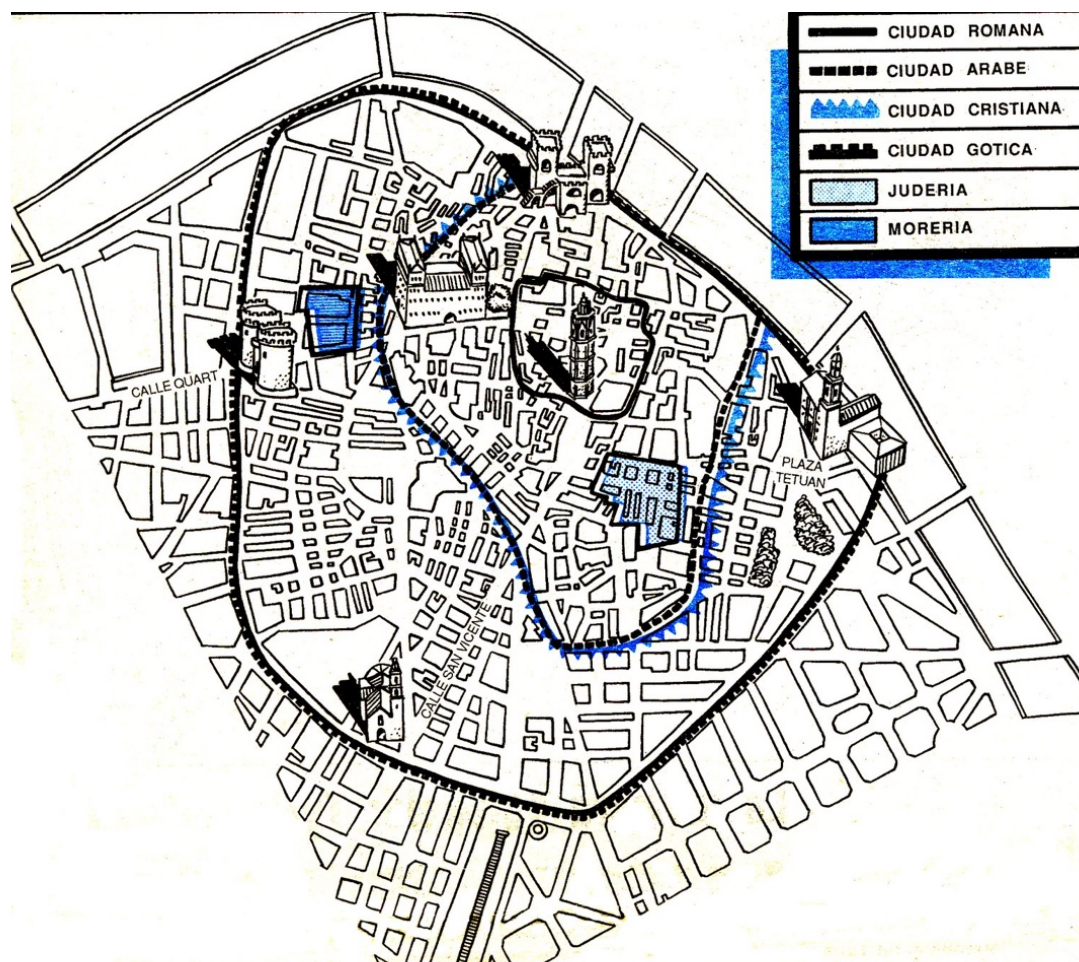 CIUDAD ROMANA
CIUDAD ARABE
CIUDAD CRISTIANA
CIUDAD GOTICA
JUDERIA
MORERIA
CALLE QUART
PLAZA
TETUAN
CALLE SAN VICENTE